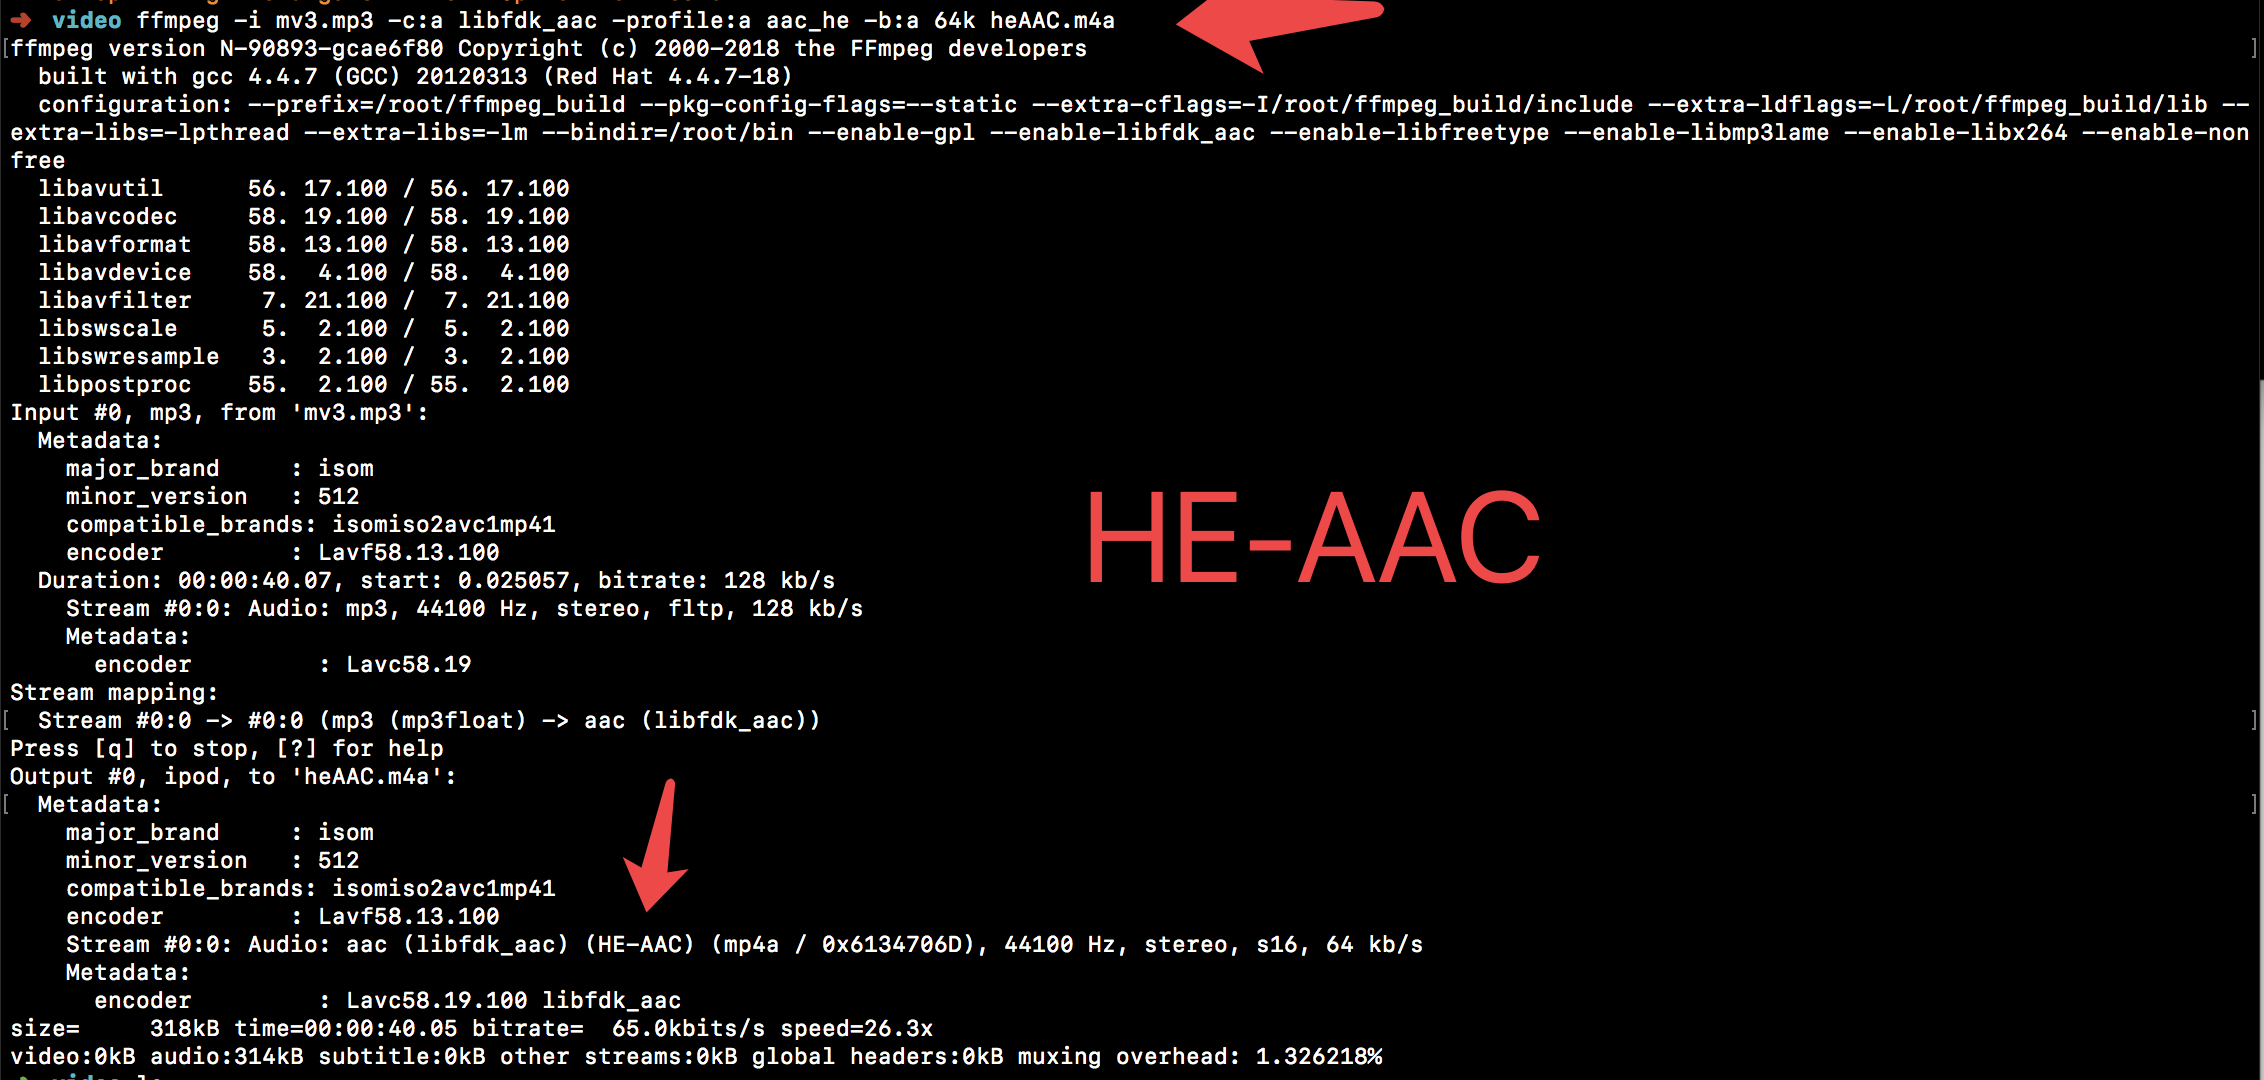 ➜  video ffmpeg -i mv3.mp3 -c:a libfdk_aac -profile:a aac_he -b:a 64k heAAC.m4a
[ffmpeg version N-90893-gcae6f80 Copyright (c) 2000-2018 the FFmpeg developers ]
  built with gcc 4.4.7 (GCC) 20120313 (Red Hat 4.4.7-18)
  configuration: --prefix=/root/ffmpeg_build --pkg-config-flags=--static --extra-cflags=-I/root/ffmpeg_build/include --extra-ldflags=-L/root/ffmpeg_build/lib --
extra-libs=-lpthread --extra-libs=-lm --bindir=/root/bin --enable-gpl --enable-libfdk_aac --enable-libfreetype --enable-libmp3lame --enable-libx264 --enable-non
free
  libavutil      56. 17.100 / 56. 17.100
  libavcodec     58. 19.100 / 58. 19.100
  libavformat    58. 13.100 / 58. 13.100
  libavdevice    58.  4.100 / 58.  4.100
  libavfilter     7. 21.100 /  7. 21.100
  libswscale      5.  2.100 /  5.  2.100
  libswresample   3.  2.100 /  3.  2.100
  libpostproc    55.  2.100 / 55.  2.100
Input #0, mp3, from 'mv3.mp3':
  Metadata:
    major_brand     : isom
    minor_version   : 512
    compatible_brands: isomiso2avc1mp41
    encoder         : Lavf58.13.100
HE-AAC
  Duration: 00:00:40.07, start: 0.025057, bitrate: 128 kb/s
    Stream #0:0: Audio: mp3, 44100 Hz, stereo, fltp, 128 kb/s
    Metadata:
      encoder         : Lavc58.19
Stream mapping:
[  Stream #0:0 -> #0:0 (mp3 (mp3float) -> aac (libfdk_aac)) ]
Press [q] to stop, [?] for help
Output #0, ipod, to 'heAAC.m4a':
[  Metadata: ]
    major_brand     : isom
    minor_version   : 512
    compatible_brands: isomiso2avc1mp41
    encoder         : Lavf58.13.100
    Stream #0:0: Audio: aac (libfdk_aac) (HE-AAC) (mp4a / 0x6134706D), 44100 Hz, stereo, s16, 64 kb/s
    Metadata:
      encoder         : Lavc58.19.100 libfdk_aac
size=     318kB time=00:00:40.05 bitrate=  65.0kbits/s speed=26.3x
video:0kB audio:314kB subtitle:0kB other streams:0kB global headers:0kB muxing overhead: 1.326218%